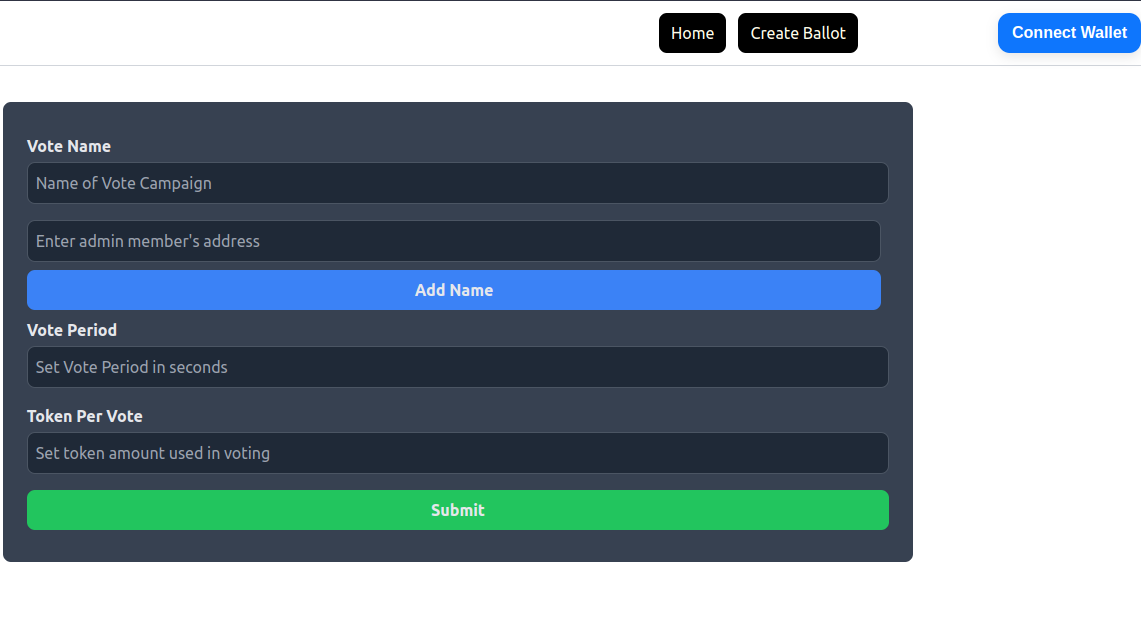 Home Create Ballot Connect Wallet
Vote Name
Name of Vote Campaign
Enter admin member's address
Add Name
Vote Period
Set Vote Period in seconds
Token Per Vote
Set token amount used in voting
Submit